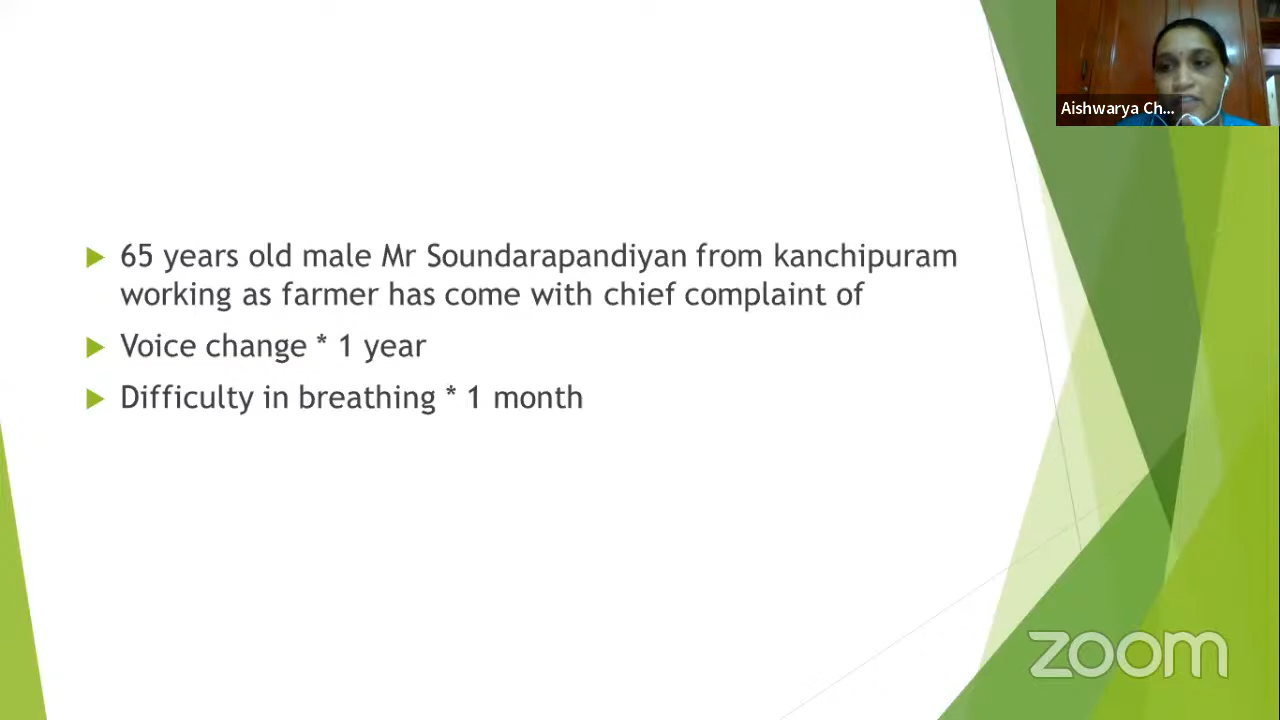 Aishwarya Ch...
65 years old male Mr Soundarapandiyan from kanchipuram
working as farmer has come with chief complaint of
Voice change * 1 year
Difficulty in breathing * 1 month
zoom